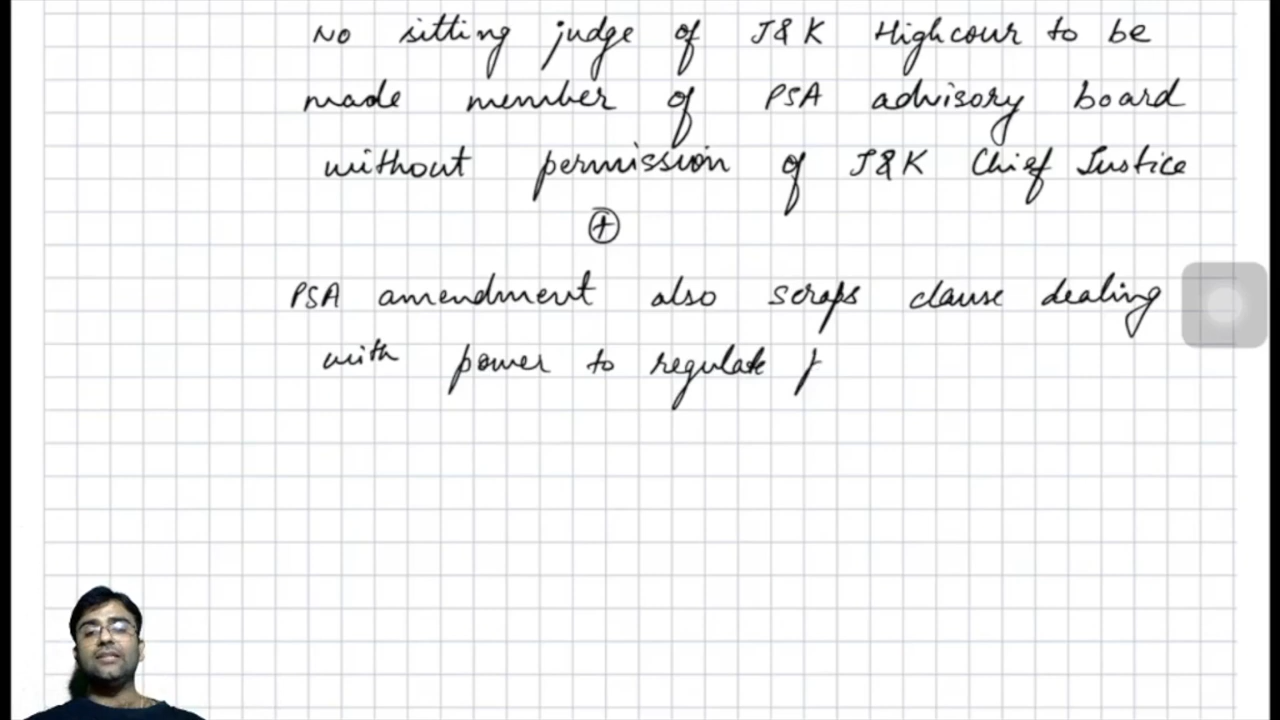 No sitting judge of J&K Highcour to be
made member of PSA advisory board
without permission of J&K Chief Justice
+
PSA amendment also scraps clause dealing
with power to regulate